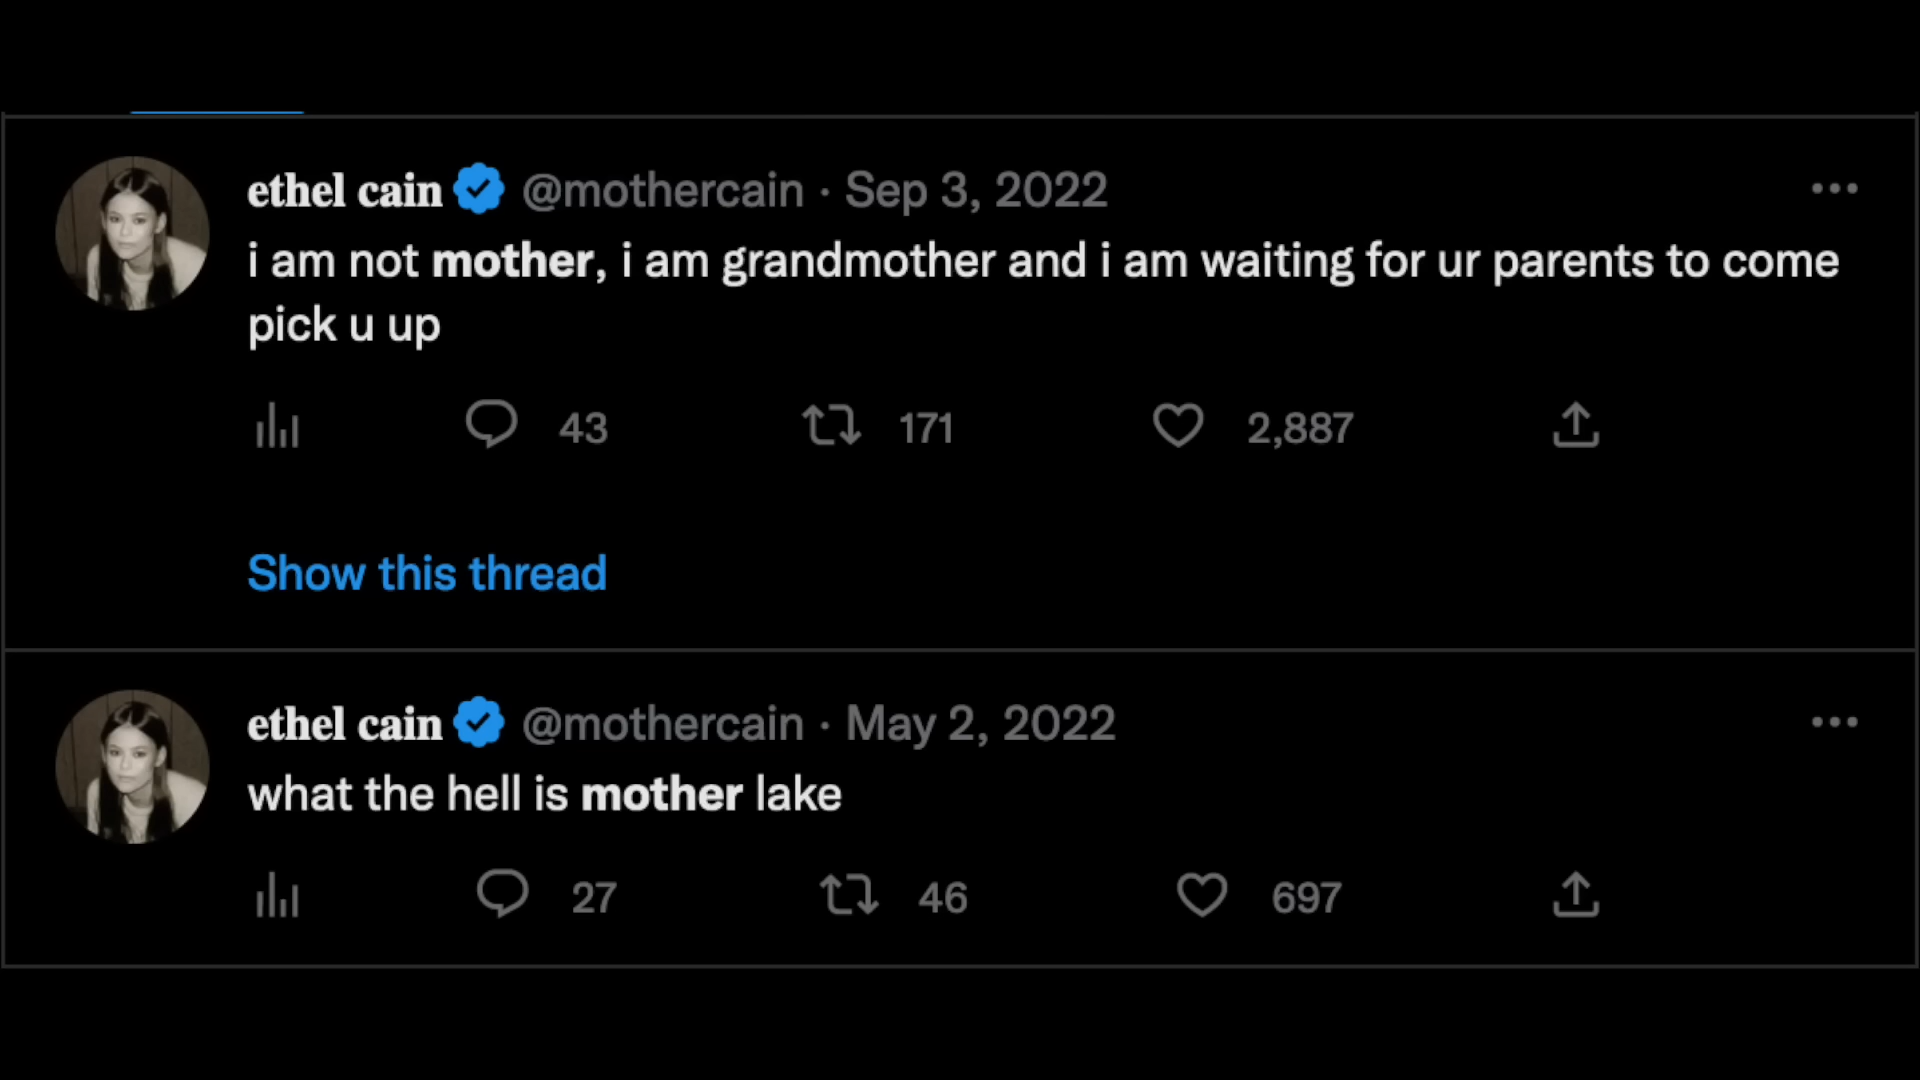 ethel cain @mothercain · Sep 3, 2022
i am not mother, i am grandmother and i am waiting for ur parents to come
pick u up
43 171 2,887
Show this thread
ethel cain @mothercain · May 2, 2022
what the hell is mother lake
27 46 697